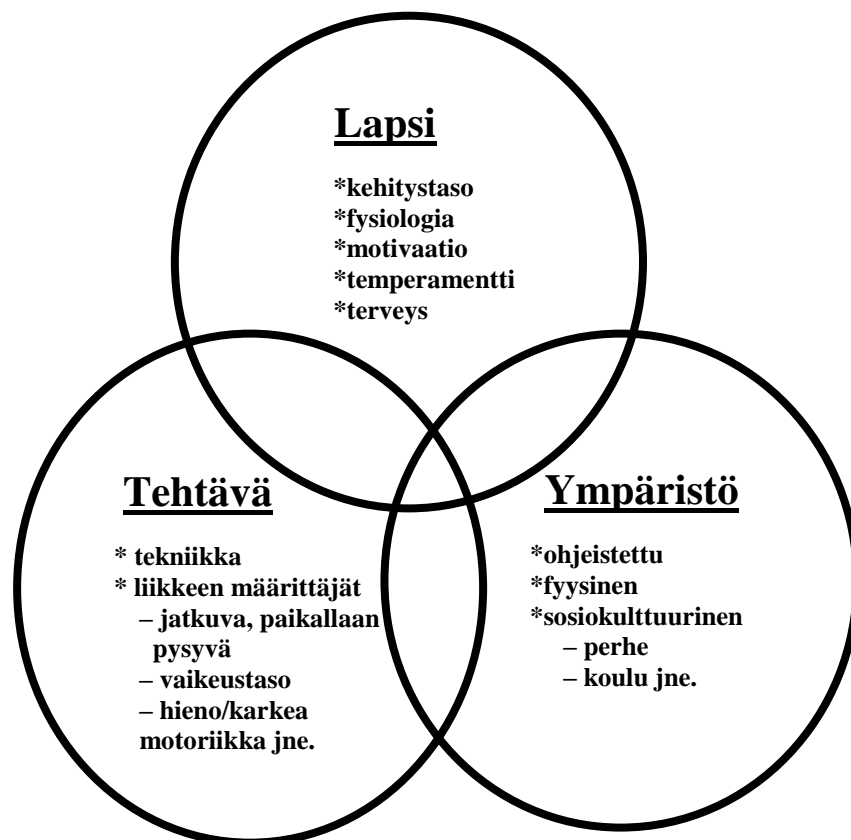 Lapsi
*kehitystaso
*fysiologia
*motivaatio
*temperamentti
*terveys
Tehtävä
* tekniikka
* liikkeen määrittäjät
– jatkuva, paikallaan
pysyvä
– vaikeustaso
– hieno/karkea
motoriikka jne.
Ympäristö
*ohjeistettu
*fyysinen
*sosiokulttuurinen
– perhe
– koulu jne.